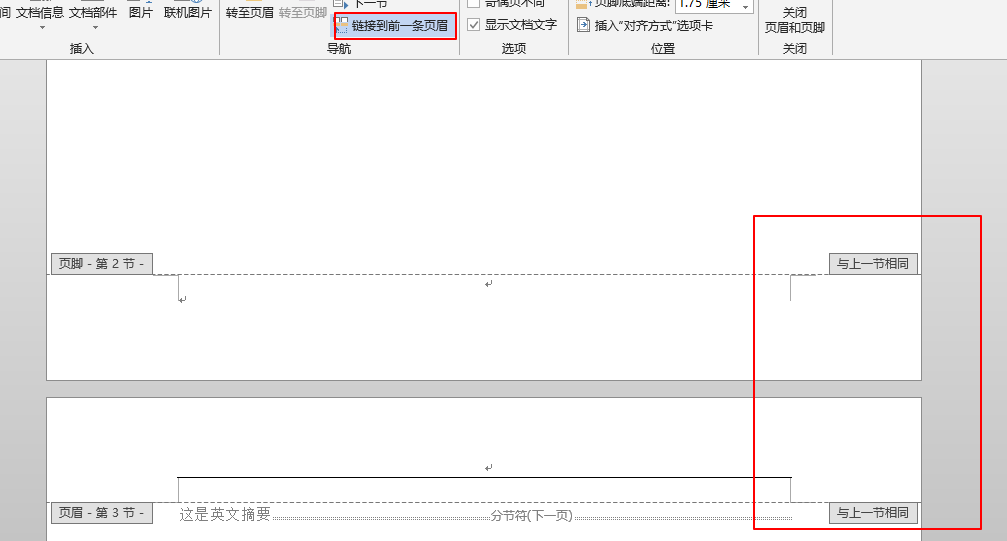 间 文档信息 文档部件 图片 联机图片 转至页眉 转至页脚 下一节 奇偶页不同 页脚底端距离: 1.75 厘米 关闭
链接到前一条页眉 显示文档文字 插入“对齐方式”选项卡 页眉和页脚
插入 导航 选项 位置 关闭
页脚 - 第 2 节 - 与上一节相同
页眉 - 第 3 节 - 这是英文摘要 分节符(下一页) 与上一节相同